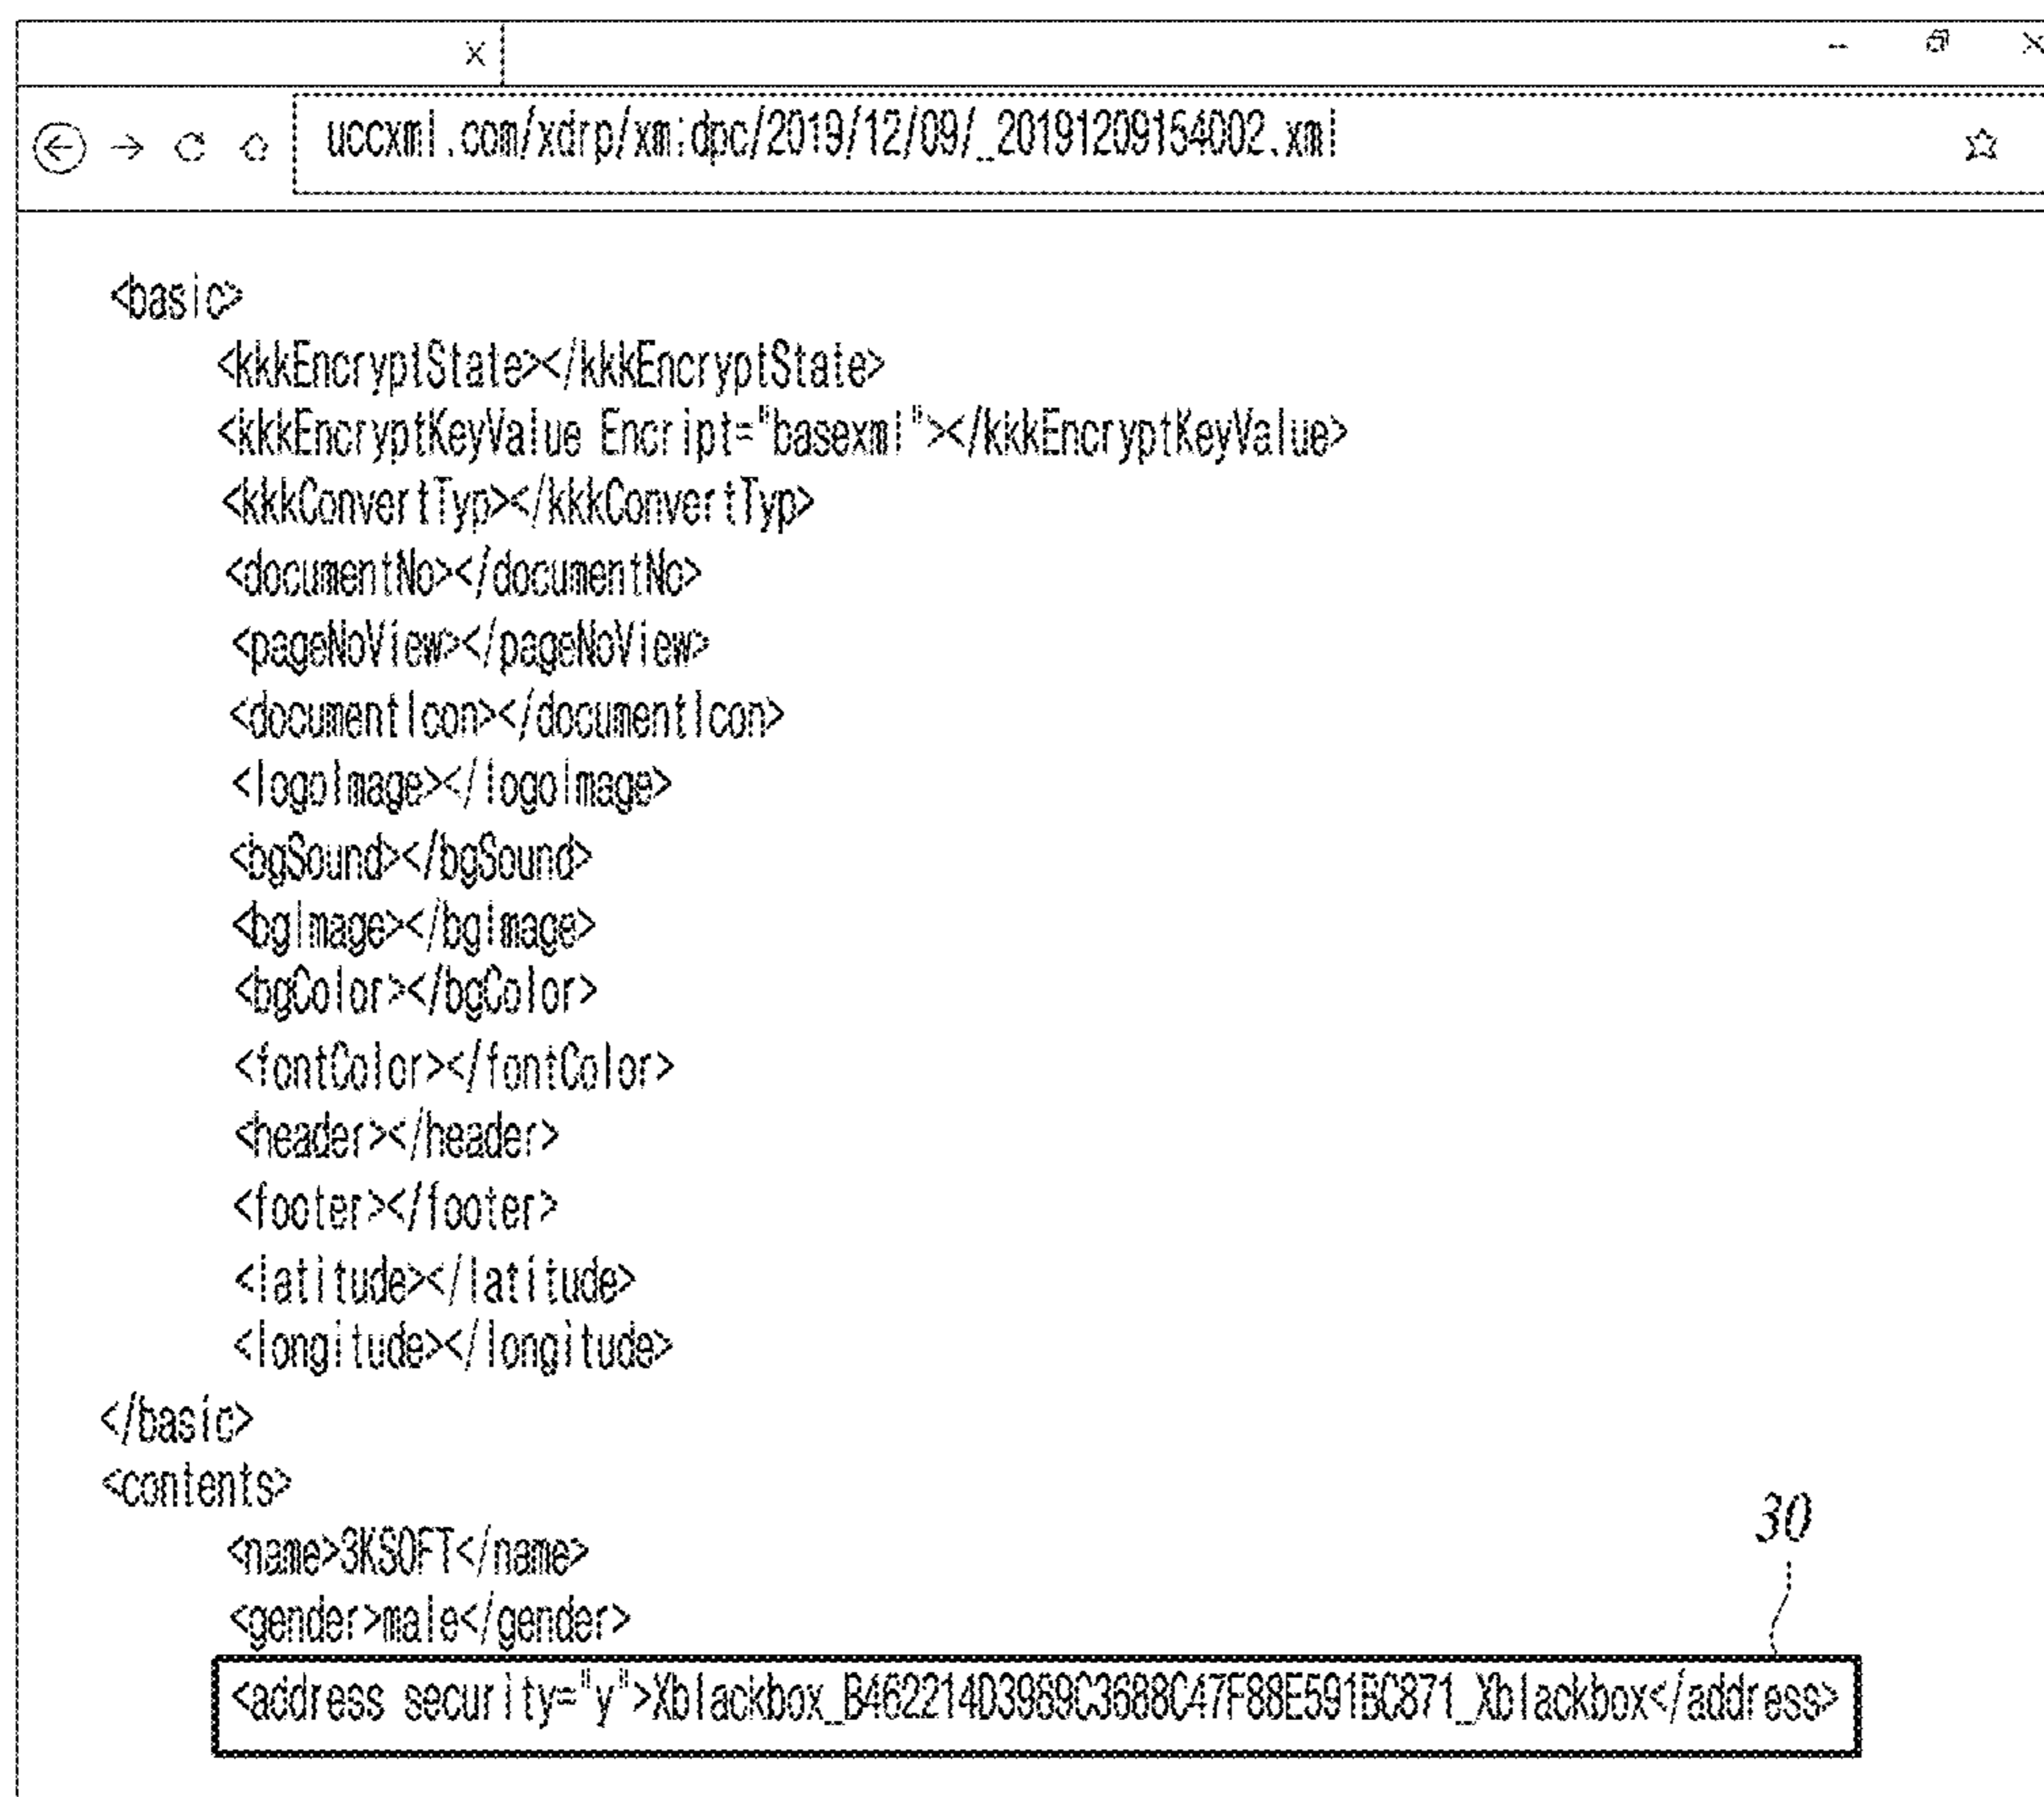 uccxml.com/xdrp/xm:dpc/2019/12/09/_20191209154002.xml
<basic>
<kkkEncryptState></kkkEncryptState>
<kkkEncryptKeyValue Encript="basexml"></kkkEncryptKeyValue>
<kkkConvertTyp></kkkConvertTyp>
<documentNo></documentNo>
<pageNoView></pageNoView>
<documentIcon></documentIcon>
<logoImage></logoImage>
<bgSound></bgSound>
<bgImage></bgImage>
<bgColor></bgColor>
<fontColor></fontColor>
<header></header>
<footer></footer>
<latitude></latitude>
<longitude></longitude>
</basic>
<contents>
30
<name>3KSOFT</name>
<gender>male</gender>
<address security="y">Xblackbox_B462214D3969C3688C47F88E591BC871_Xblackbox</address>